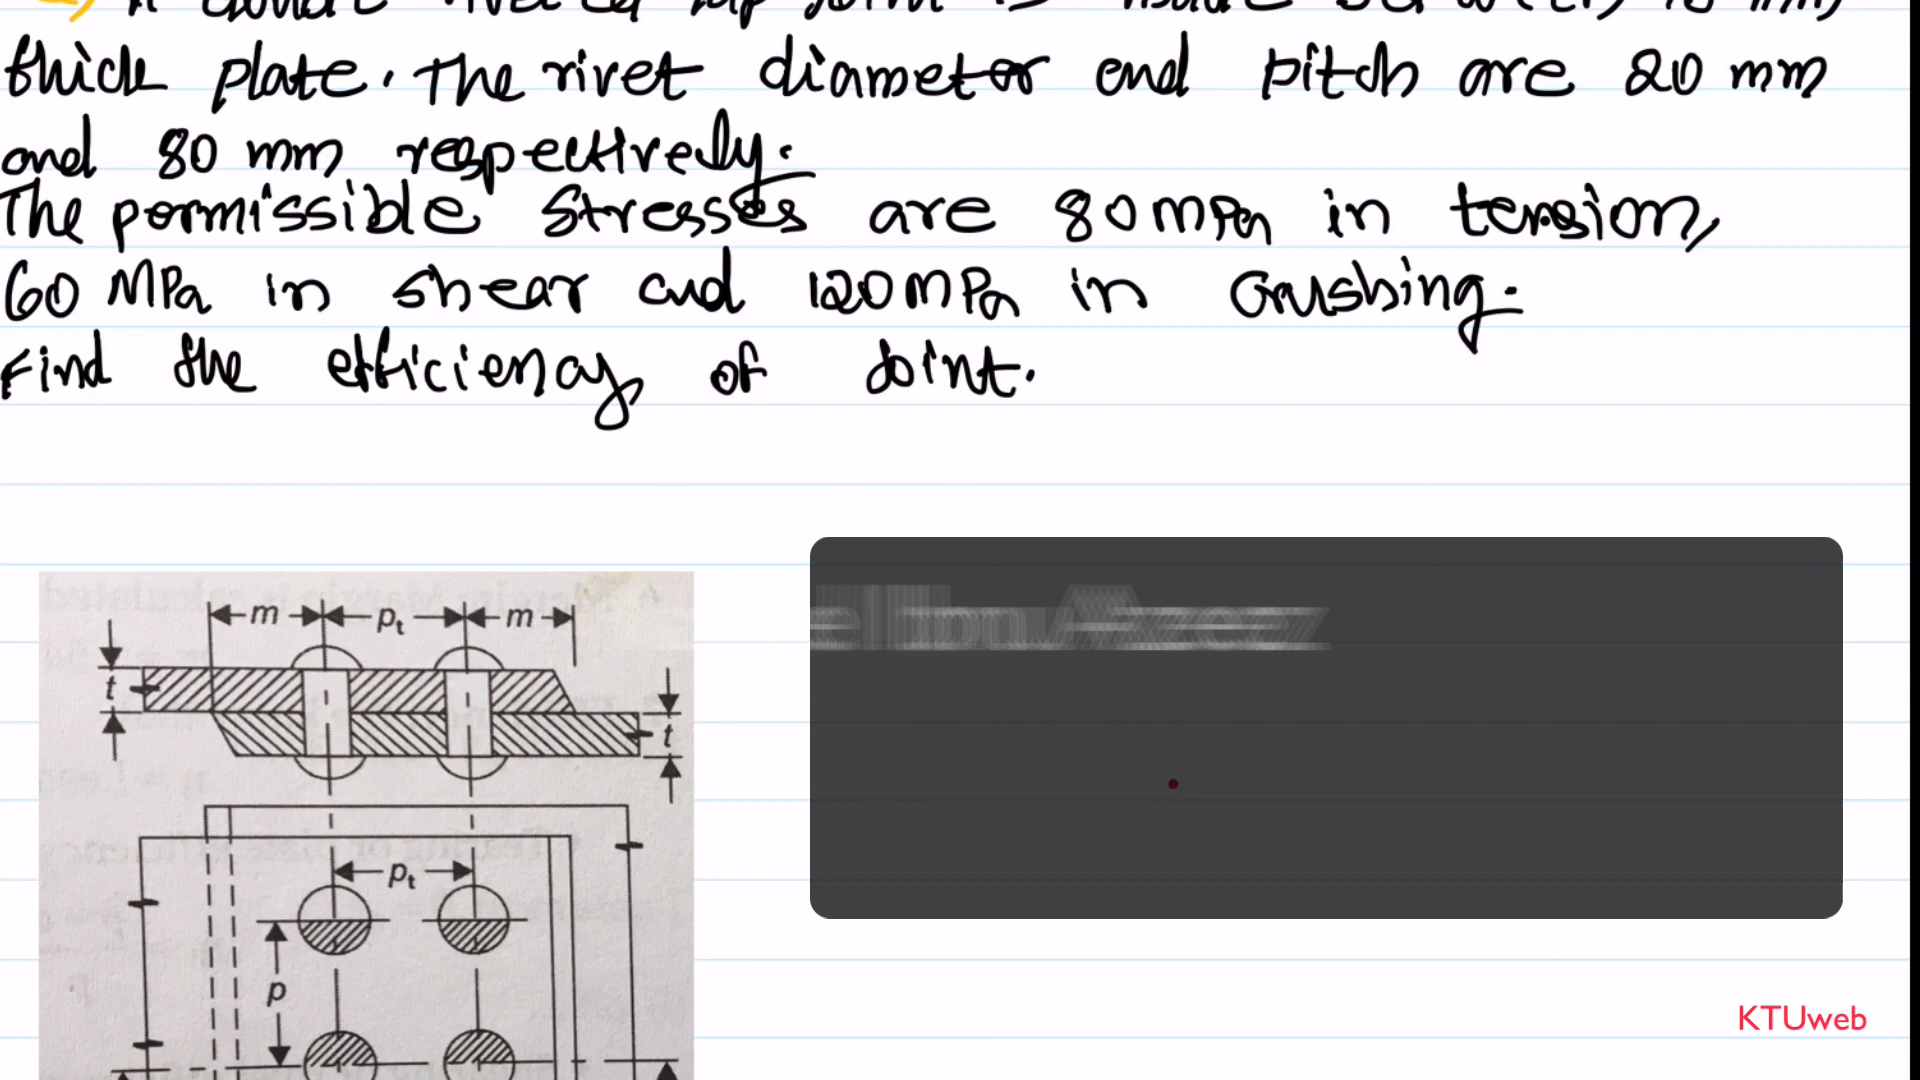 thick plate. The rivet diameter and pitch are 20 mm
and 80 mm respectively.
The permissible stresses are 80 MPa in tension,
60 MPa in shear and 120 MPa in crushing.
Find the efficiency of Joint.
m pt m
t
t
pt
p
KTUweb